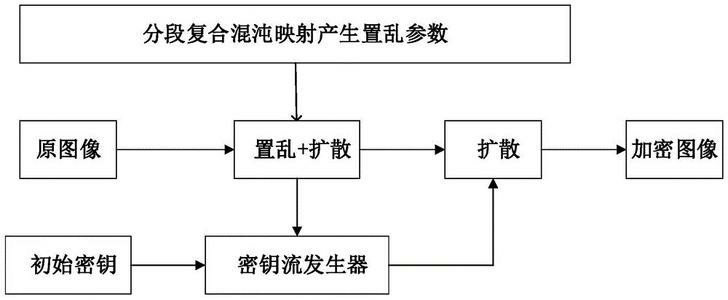 分段复合混沌映射产生置乱参数
原图像
置乱+扩散
扩散
加密图像
初始密钥
密钥流发生器